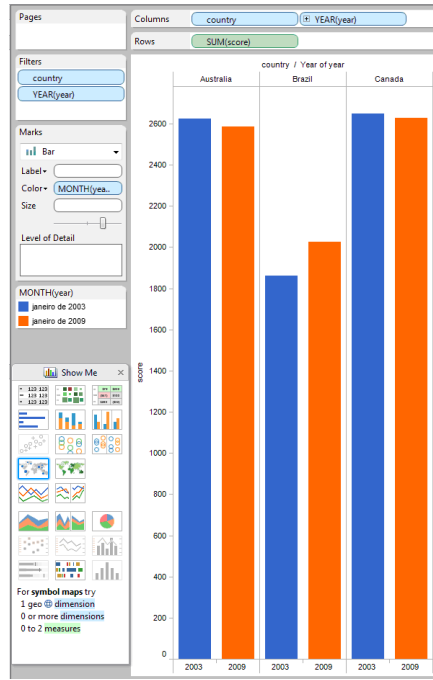 Pages
Columns
country
YEAR(year)
Rows
SUM(score)
Filters
country
YEAR(year)
Marks
Bar
Label
Color
MONTH(yea..
Size
Level of Detail
MONTH(year)
janeiro de 2003
janeiro de 2009
country / Year of year
Australia
Brazil
Canada
score
2600
2400
2200
2000
1800
1600
1400
1200
1000
800
600
400
200
0
2003
2009
2003
2009
2003
2009
Show Me
×
For symbol maps try
1 geo dimension
0 or more dimensions
0 to 2 measures